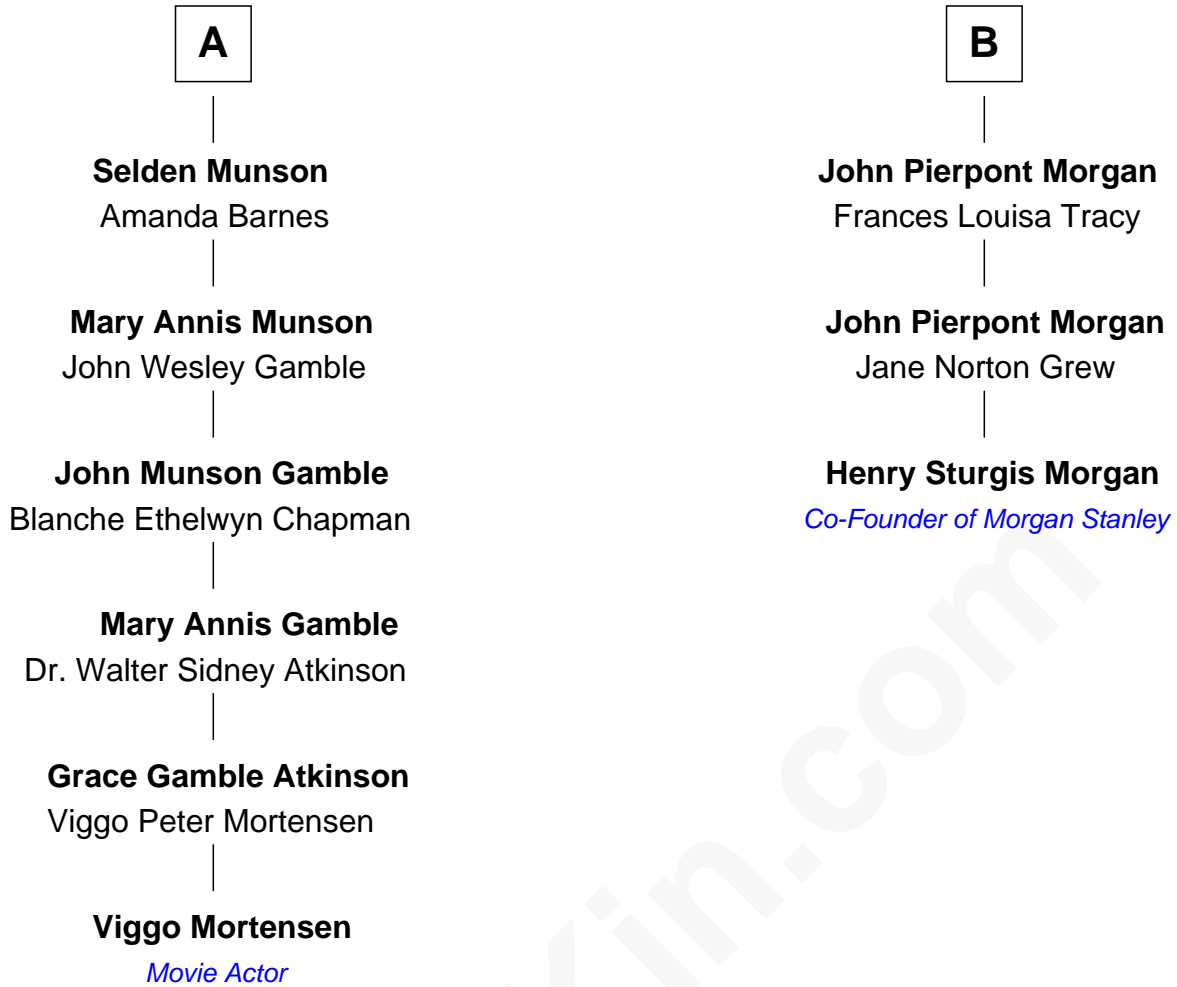 A
Selden Munson
Amanda Barnes
Mary Annis Munson
John Wesley Gamble
John Munson Gamble
Blanche Ethelwyn Chapman
Mary Annis Gamble
Dr. Walter Sidney Atkinson
Grace Gamble Atkinson
Viggo Peter Mortensen
Viggo Mortensen
Movie Actor
B
John Pierpont Morgan
Frances Louisa Tracy
John Pierpont Morgan
Jane Norton Grew
Henry Sturgis Morgan
Co-Founder of Morgan Stanley